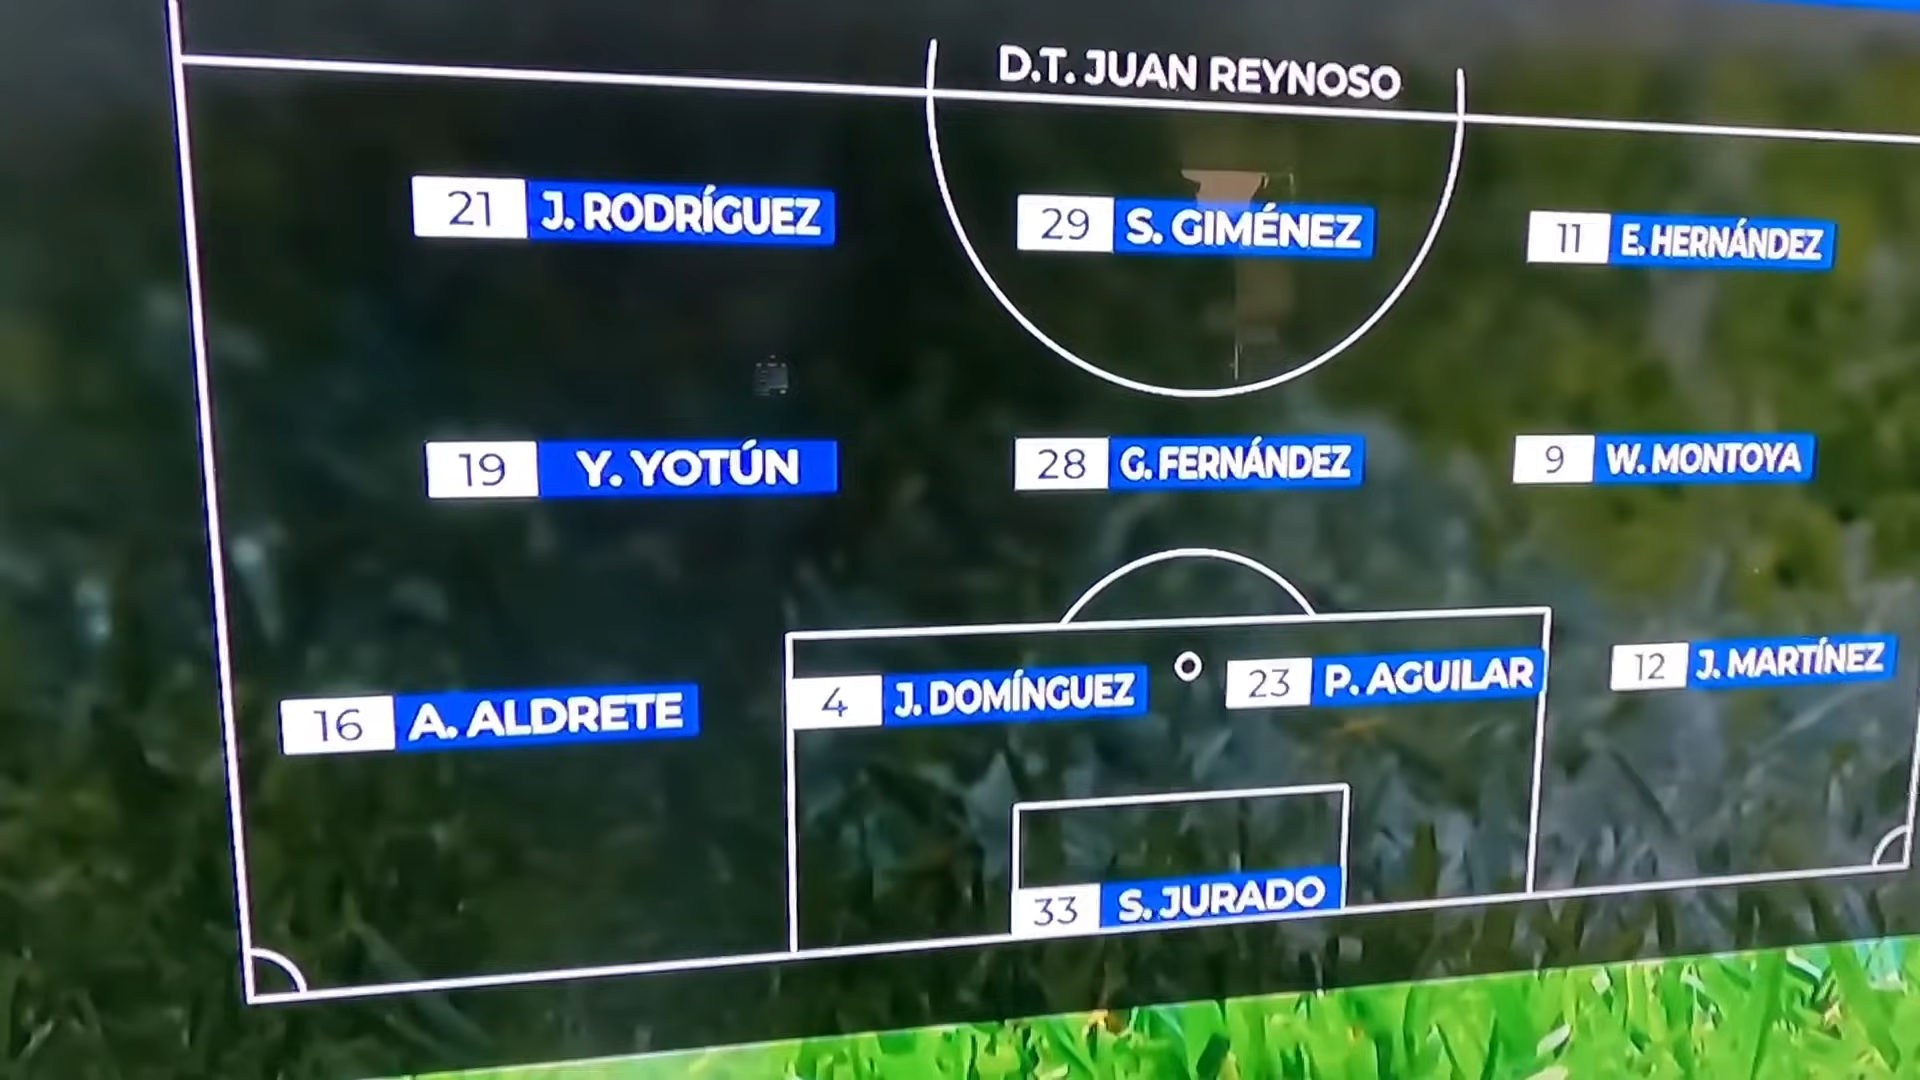 D.T. JUAN REYNOSO
21 J. RODRÍGUEZ
29 S. GIMÉNEZ
11 E. HERNÁNDEZ
19 Y. YOTÚN
28 G. FERNÁNDEZ
9 W. MONTOYA
16 A. ALDRETE
4 J. DOMÍNGUEZ
23 P. AGUILAR
12 J. MARTÍNEZ
33 S. JURADO